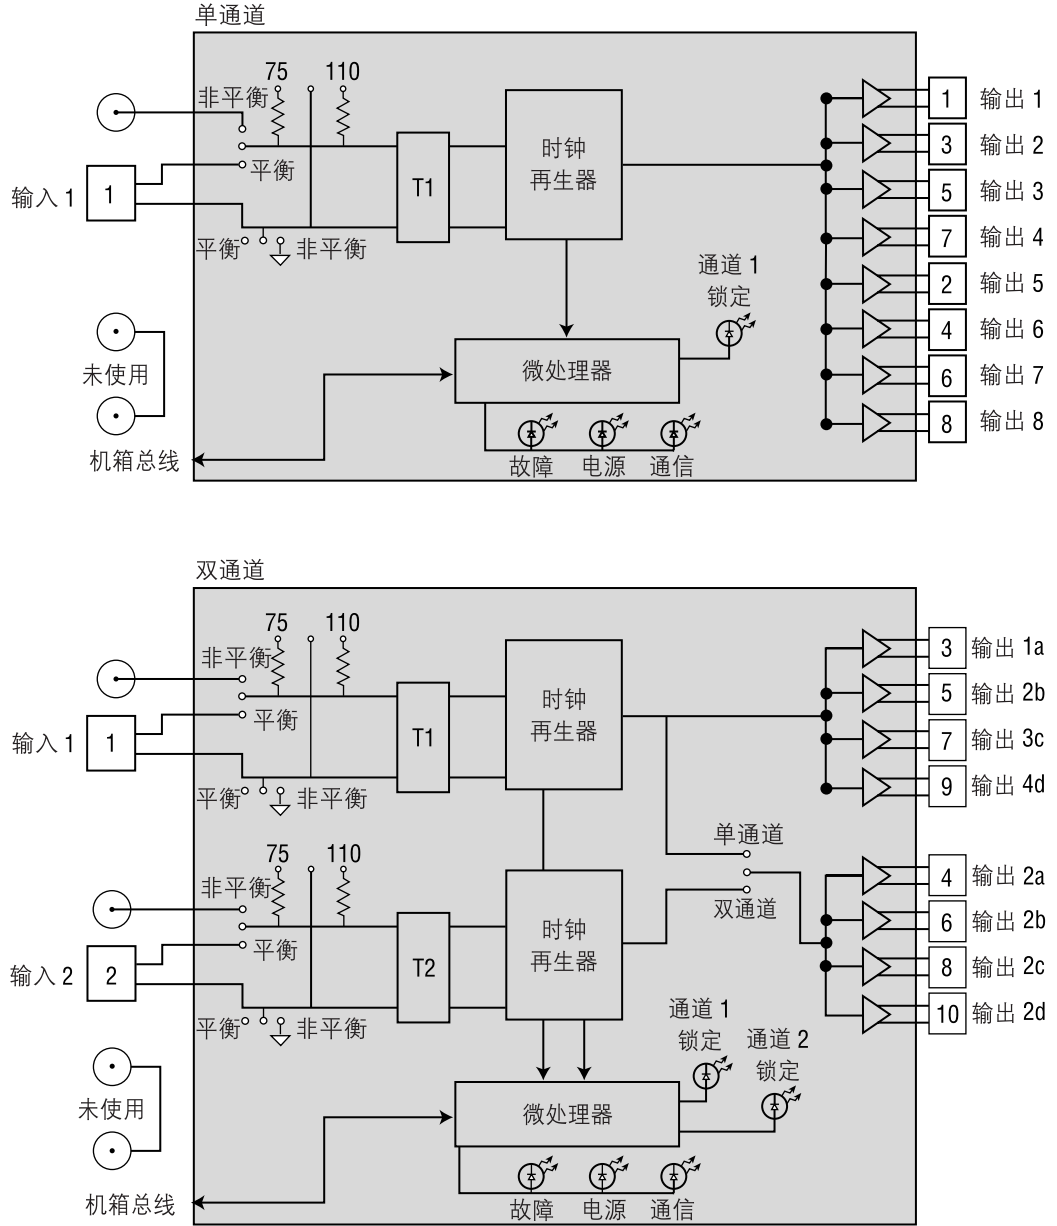 单通道
75
110
非平衡
平衡
输入 1
1
平衡
非平衡
T1
时钟
再生器
通道 1
锁定
微处理器
未使用
机箱总线
故障
电源
通信
1
输出 1
3
输出 2
5
输出 3
7
输出 4
2
输出 5
4
输出 6
6
输出 7
8
输出 8
双通道
75
110
非平衡
平衡
输入 1
1
平衡
非平衡
T1
时钟
再生器
3
输出 1a
5
输出 2b
7
输出 3c
9
输出 4d
单通道
双通道
75
110
非平衡
平衡
输入 2
2
平衡
非平衡
T2
时钟
再生器
4
输出 2a
6
输出 2b
8
输出 2c
10
输出 2d
通道 1
锁定
通道 2
锁定
微处理器
未使用
机箱总线
故障
电源
通信